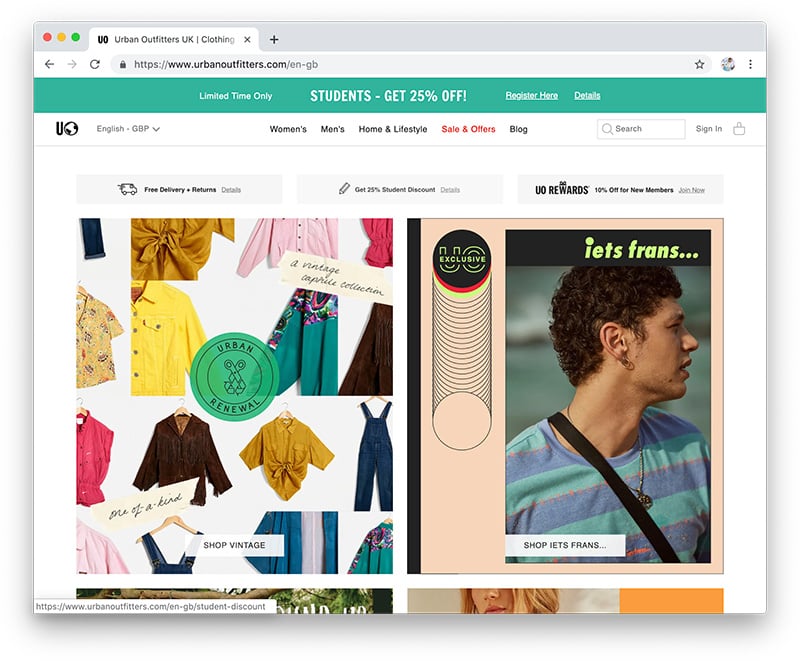 UO Urban Outfitters UK | Clothing
https://www.urbanoutfitters.com/en-gb
Limited Time Only STUDENTS - GET 25% OFF! Register Here Details
UO English - GBP Women's Men's Home & Lifestyle Sale & Offers Blog Search Sign In
Free Delivery + Returns Details
Get 25% Student Discount Details
UO REWARDS 10% Off for New Members Join Now
a vintage
capsule collection
URBAN
RENEWAL
one-of-a-kind
SHOP VINTAGE
UO
EXCLUSIVE
iets frans...
SHOP IETS FRANS...
https://www.urbanoutfitters.com/en-gb/student-discount